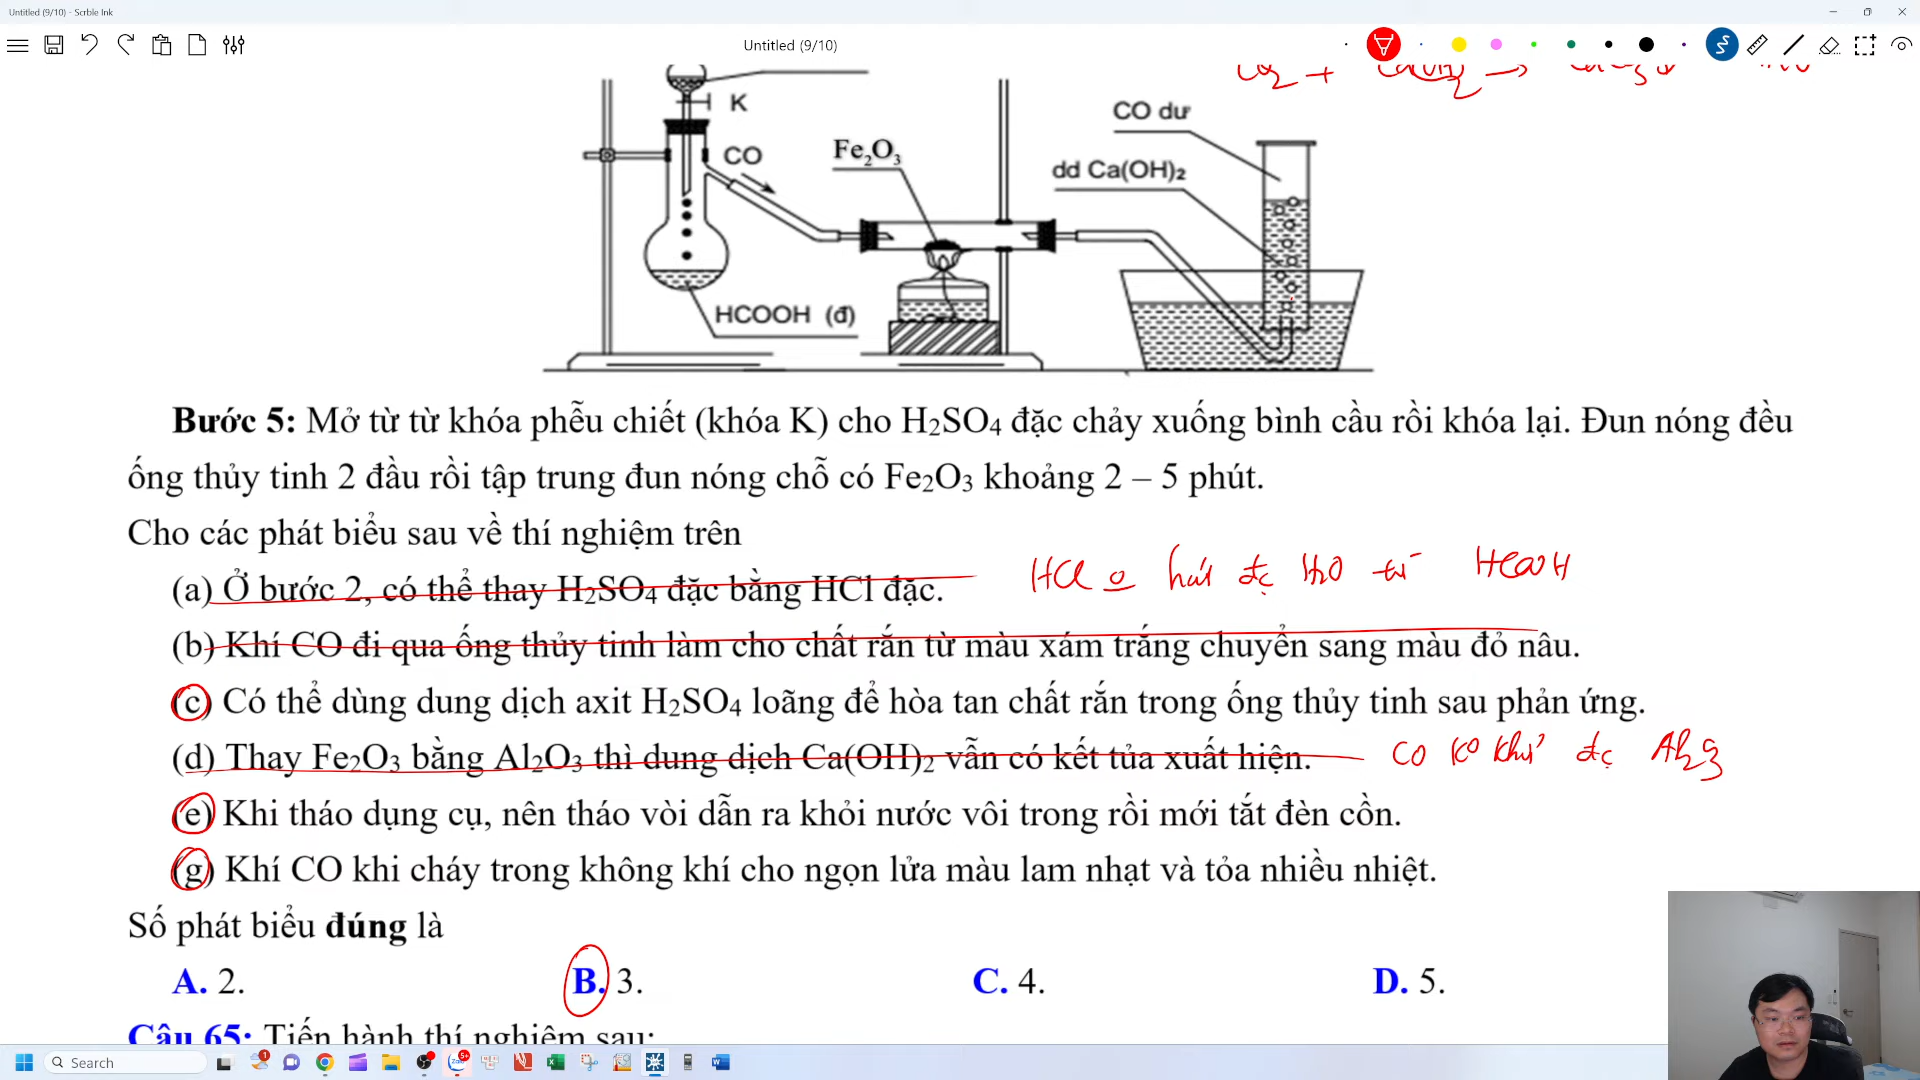 Untitled (9/10) - Scrble Ink
Untitled (9/10)
K
CO
Fe₂O₃
CO dư
dd Ca(OH)₂
HCOOH (đ)
Bước 5: Mở từ từ khóa phễu chiết (khóa K) cho H₂SO₄ đặc chảy xuống bình cầu rồi khóa lại. Đun nóng đều
ống thủy tinh 2 đầu rồi tập trung đun nóng chỗ có Fe₂O₃ khoảng 2 – 5 phút.
Cho các phát biểu sau về thí nghiệm trên
(a) Ở bước 2, có thể thay H₂SO₄ đặc bằng HCl đặc.
HCl o hút đc H₂O từ HCOOH
(b) Khí CO đi qua ống thủy tinh làm cho chất rắn từ màu xám trắng chuyển sang màu đỏ nâu.
(c) Có thể dùng dung dịch axit H₂SO₄ loãng để hòa tan chất rắn trong ống thủy tinh sau phản ứng.
(d) Thay Fe₂O₃ bằng Al₂O₃ thì dung dịch Ca(OH)₂ vẫn có kết tủa xuất hiện.
CO ko khử đc Al₂O₃
(e) Khi tháo dụng cụ, nên tháo vòi dẫn ra khỏi nước vôi trong rồi mới tắt đèn cồn.
(g) Khí CO khi cháy trong không khí cho ngọn lửa màu lam nhạt và tỏa nhiều nhiệt.
Số phát biểu đúng là
A. 2. B. 3. C. 4. D. 5.
Câu 65: Tiến hành thí nghiệm sau:
Search